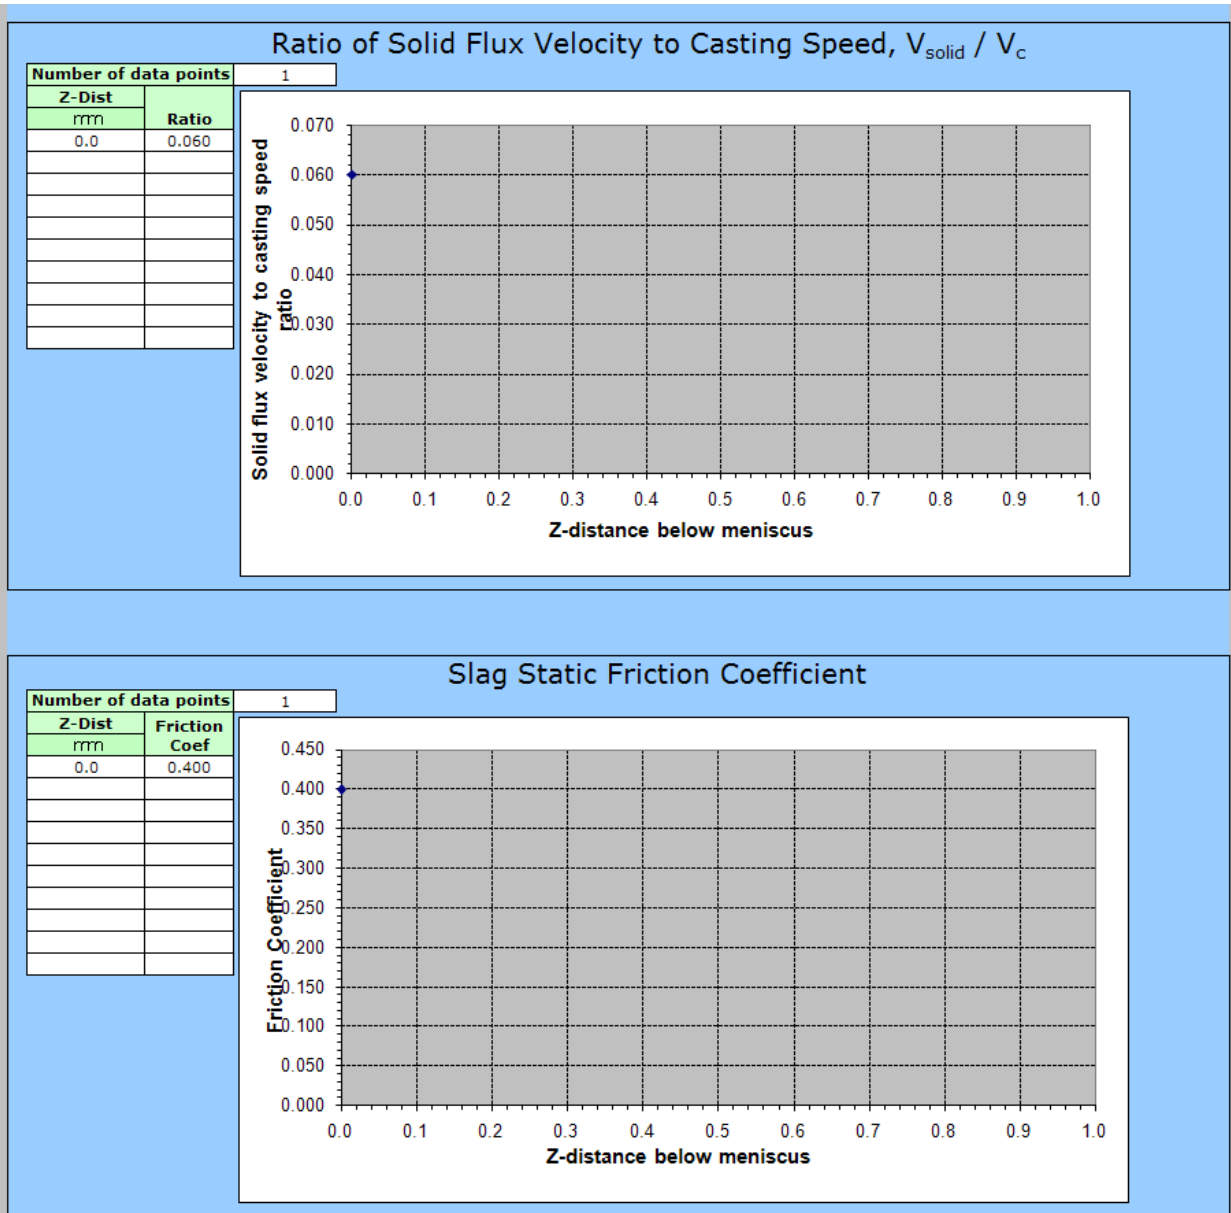 Ratio of Solid Flux Velocity to Casting Speed, Vsolid / Vc
Number of data points 1
Z-Dist
mm Ratio
0.0 0.060
0.070
0.060
0.050
0.040
0.030
0.020
0.010
0.000
Solid flux velocity to casting speed
ratio
0.0 0.1 0.2 0.3 0.4 0.5 0.6 0.7 0.8 0.9 1.0
Z-distance below meniscus
Slag Static Friction Coefficient
Number of data points 1
Z-Dist Friction
mm Coef
0.0 0.400
0.450
0.400
0.350
0.300
0.250
0.200
0.150
0.100
0.050
0.000
Friction Coefficient
0.0 0.1 0.2 0.3 0.4 0.5 0.6 0.7 0.8 0.9 1.0
Z-distance below meniscus